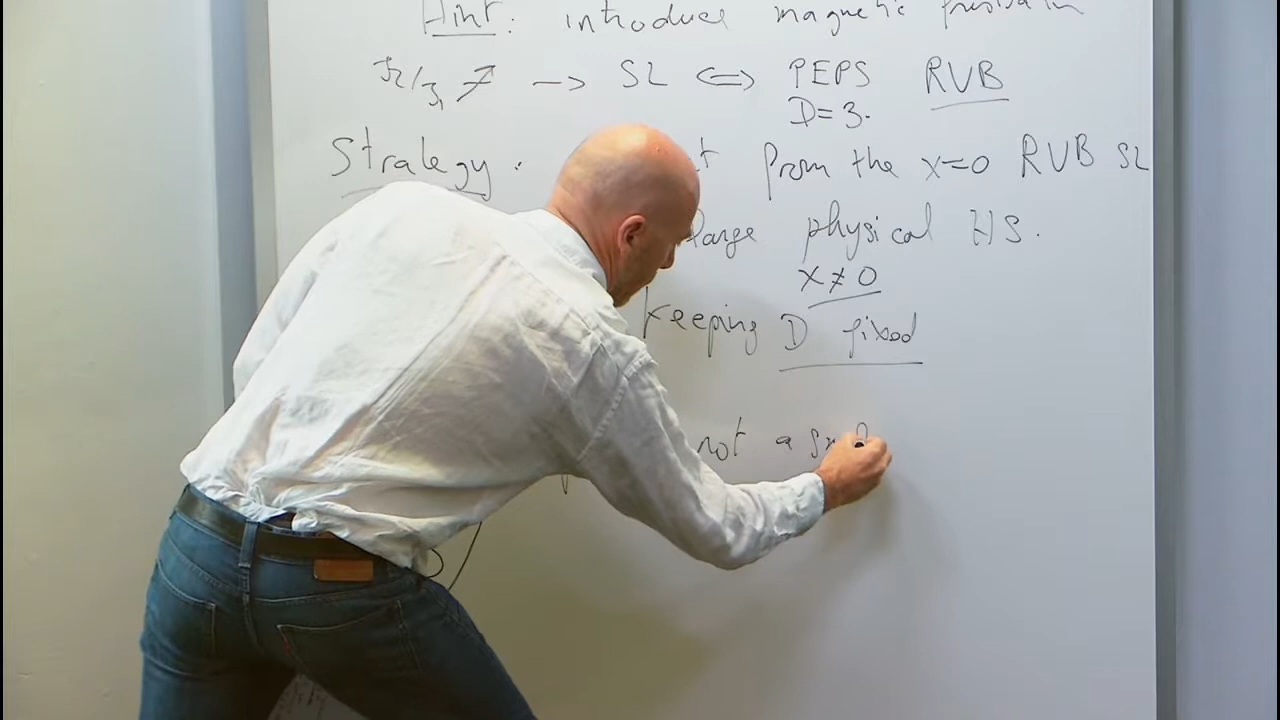 Hint: introduce magnetic frustration
J2/J1 ↗ → SL ⇔ PEPS RVB
D=3.
Strategy: from the x=0 RVB SL
large physical HS.
x≠0
keeping D fixed
not a